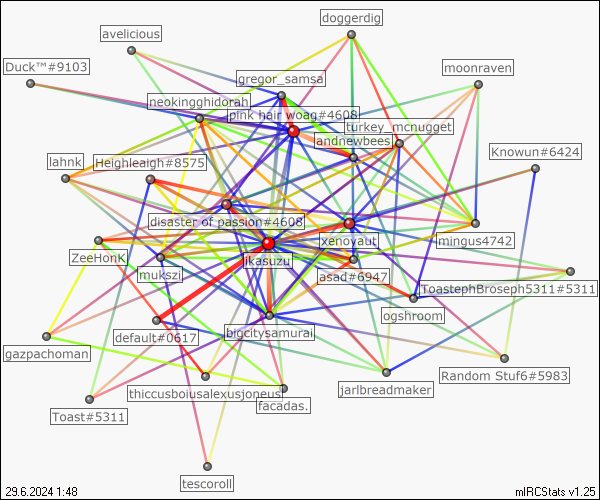 doggerdig
avelicious
Duck™#9103
moonraven
gregor_samsa
neokingghidorah
pink hair woag#4608
turkey_mcnugget
andnewbees
Knowun#6424
lahnk
Heighleaigh#8575
disaster of passion#4608
xenoyaut
mingus4742
ZeeHonK
likasuzu
mukszi
asad#6947
ToastephBroseph5311#5311
ogshroom
default#0617
bigcitysamurai
gazpachoman
Random Stuf6#5983
jarlbreadmaker
thiccusboiusalexusjoneus
facadas.
Toast#5311
tescoroll
29.6.2024 1:48
mIRCStats v1.25